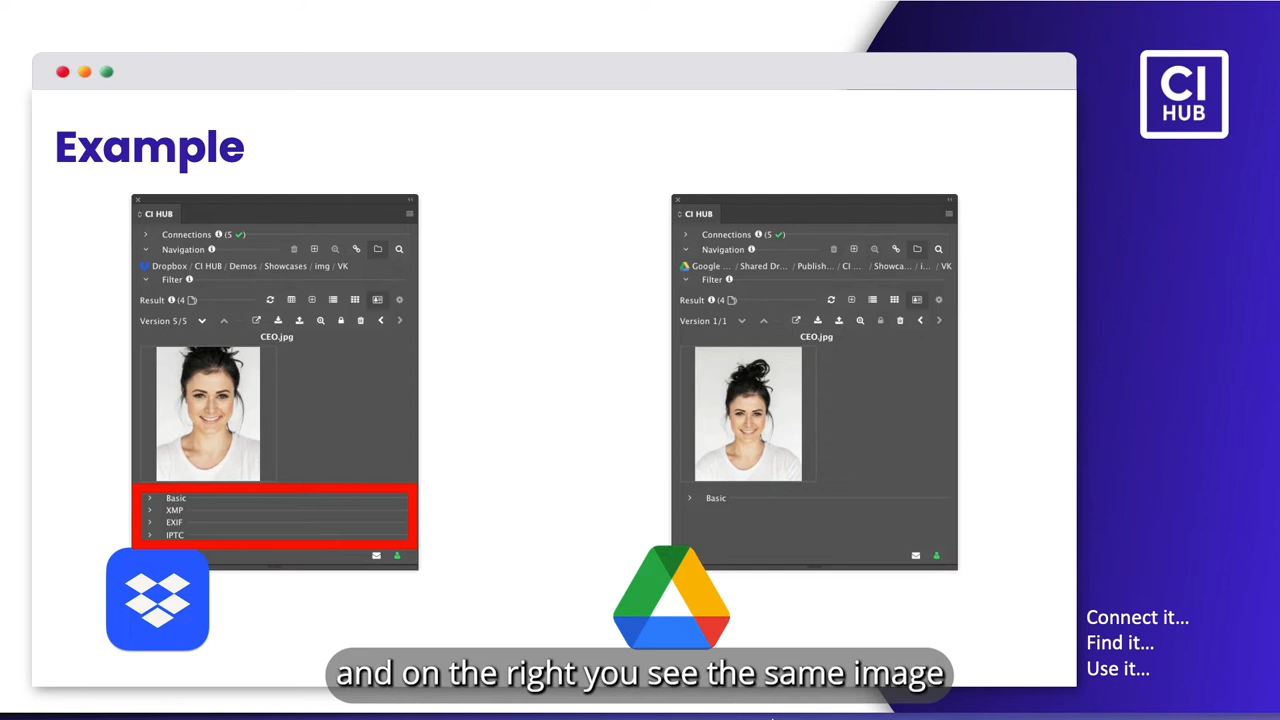 CI
HUB
Example
CI HUB
Connections (5 ✓)
Navigation
Dropbox / CI HUB / Demos / Showcases / img / VK
Filter
Result (4
Version 5/5
CEO.jpg
Basic
XMP
EXIF
IPTC
CI HUB
Connections (5 ✓)
Navigation
Google ... / Shared Dr... / Publish... / CI ... / Showca... / i... / VK
Filter
Result (4
Version 1/1
CEO.jpg
Basic
Connect it...
Find it...
Use it...
and on the right you see the same image